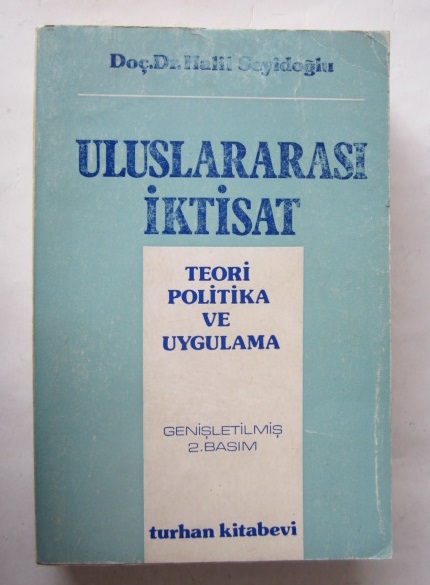 Doç.Dr.Halil Seyidoğlu
ULUSLARARASI
İKTİSAT
TEORİ
POLİTİKA
VE
UYGULAMA
GENİŞLETİLMİŞ
2.BASIM
turhan kitabevi